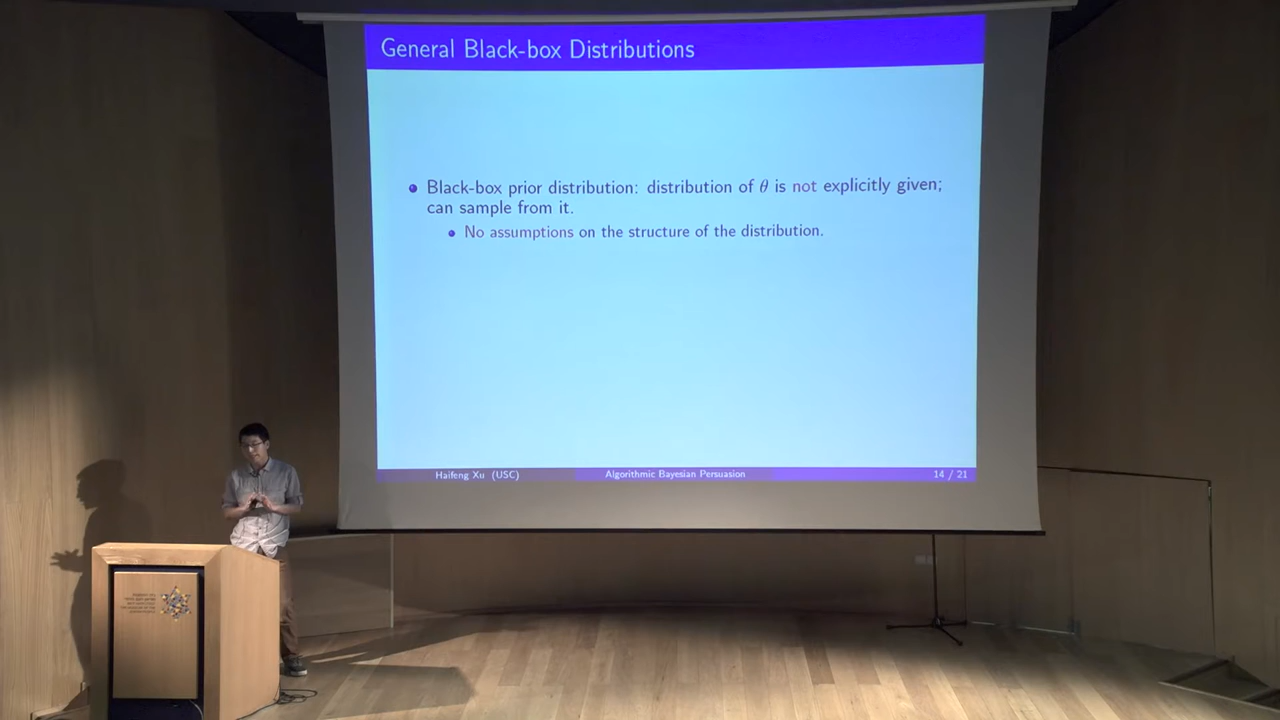 General Black-box Distributions
Black-box prior distribution: distribution of θ is not explicitly given;
can sample from it.
No assumptions on the structure of the distribution.
Haifeng Xu (USC)
Algorithmic Bayesian Persuasion
14 / 21